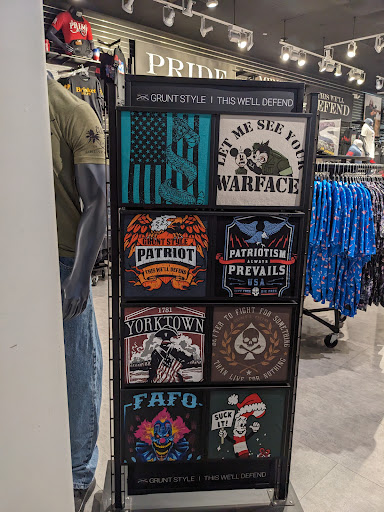 PRIDE
GRUNT STYLE | THIS WE'LL DEFEND
DEFEND
LET ME SEE YOUR
WARFACE
GRUNT STYLE
PATRIOT
THIS WE'LL DEFEND
PATRIOTISM
ALWAYS
PREVAILS
USA
1781
YORKTOWN
BETTER TO FIGHT FOR SOMETHING
THAN LIVE FOR NOTHING
FAFO
SUCK
IT!
GRUNT STYLE | THIS WE'LL DEFEND